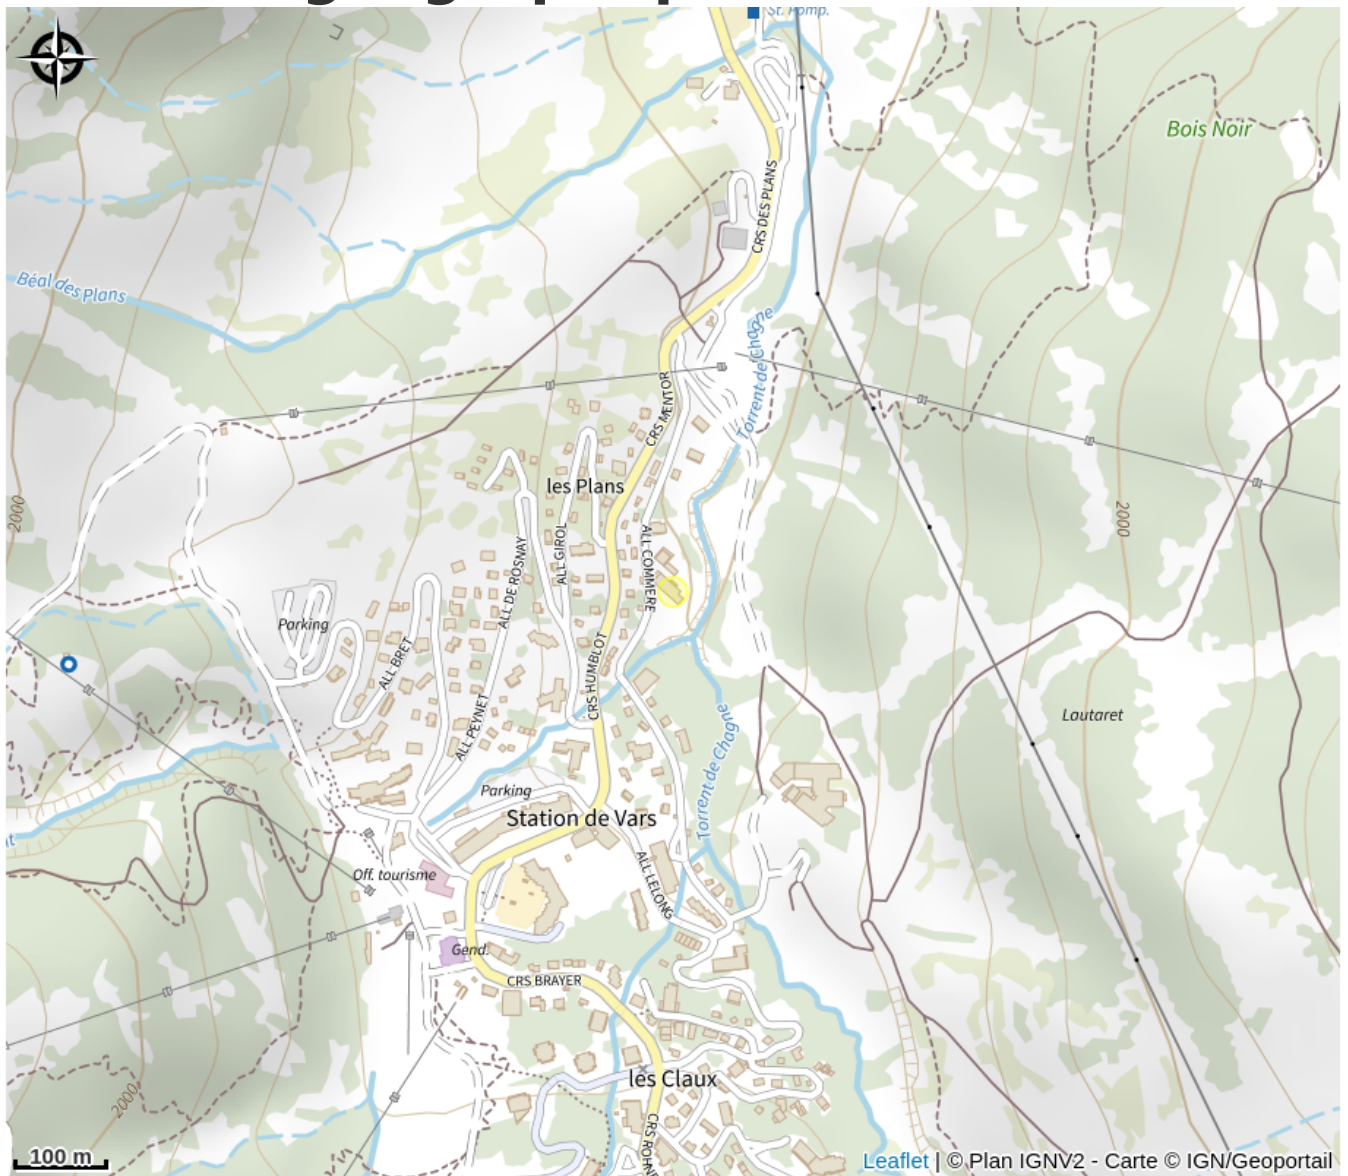 St. Pomp.
Bois Noir
CRS DES PLANS
Béal des Plans
Torrent de Chagne
CRS MENTOR
les Plans
2000
2000
ALL GIROL
ALL COMMERE
ALL DE ROSNAY
Parking
ALL BRET
CRS HUMBLOT
ALL PEYNET
Lautaret
Torrent de Chagne
Parking
Station de Vars
Off. tourisme
ALL LELONG
Gend.
CRS BRAYER
les Claux
2000
100 m
Leaflet | © Plan IGNV2 - Carte © IGN/Geoportail